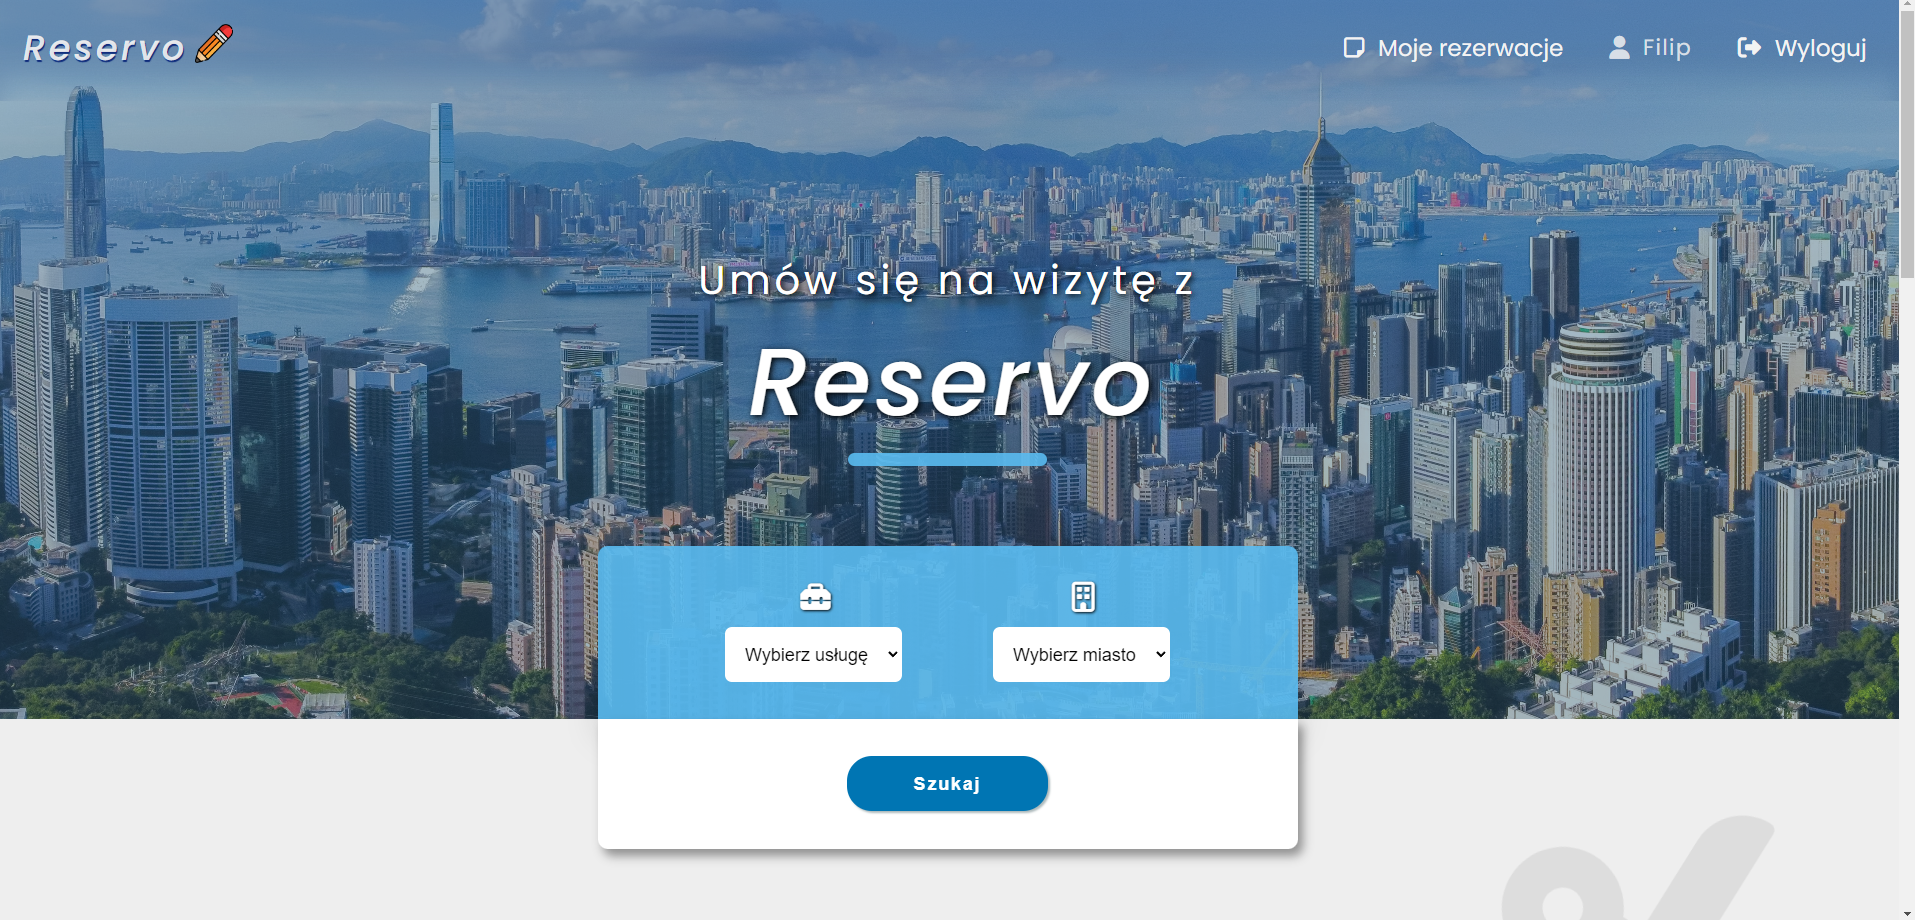 Reservo
Moje rezerwacje
Filip
Wyloguj
Umów się na wizytę z
Reservo
Wybierz usługę
Wybierz miasto
Szukaj